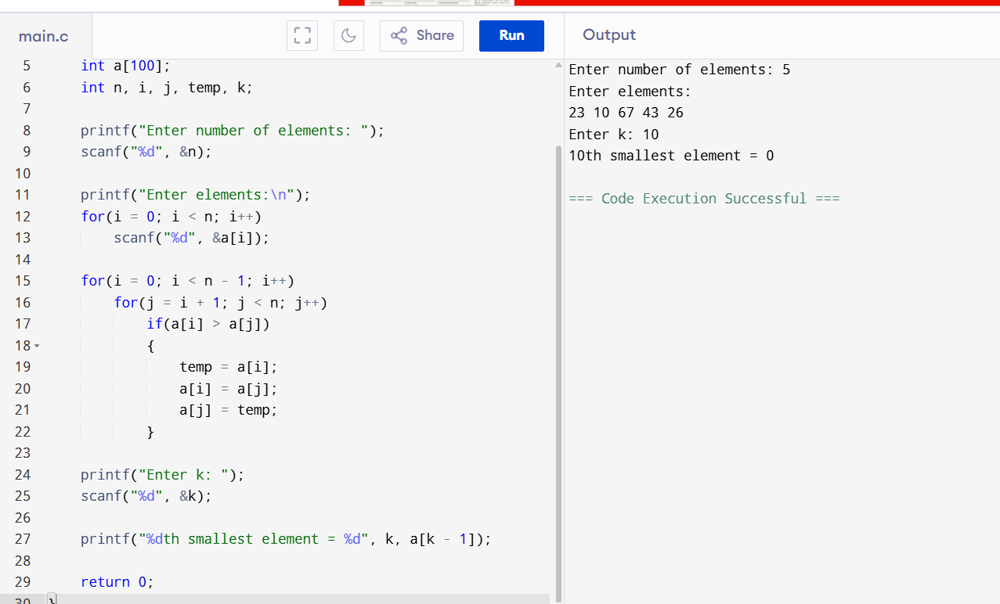 main.c
Share
Run
Output
5 int a[100];
6 int n, i, j, temp, k;
7
8 printf("Enter number of elements: ");
9 scanf("%d", &n);
10
11 printf("Enter elements:\n");
12 for(i = 0; i < n; i++)
13 scanf("%d", &a[i]);
14
15 for(i = 0; i < n - 1; i++)
16 for(j = i + 1; j < n; j++)
17 if(a[i] > a[j])
18 {
19 temp = a[i];
20 a[i] = a[j];
21 a[j] = temp;
22 }
23
24 printf("Enter k: ");
25 scanf("%d", &k);
26
27 printf("%dth smallest element = %d", k, a[k - 1]);
28
29 return 0;
30 }
Enter number of elements: 5
Enter elements:
23 10 67 43 26
Enter k: 10
10th smallest element = 0
=== Code Execution Successful ===